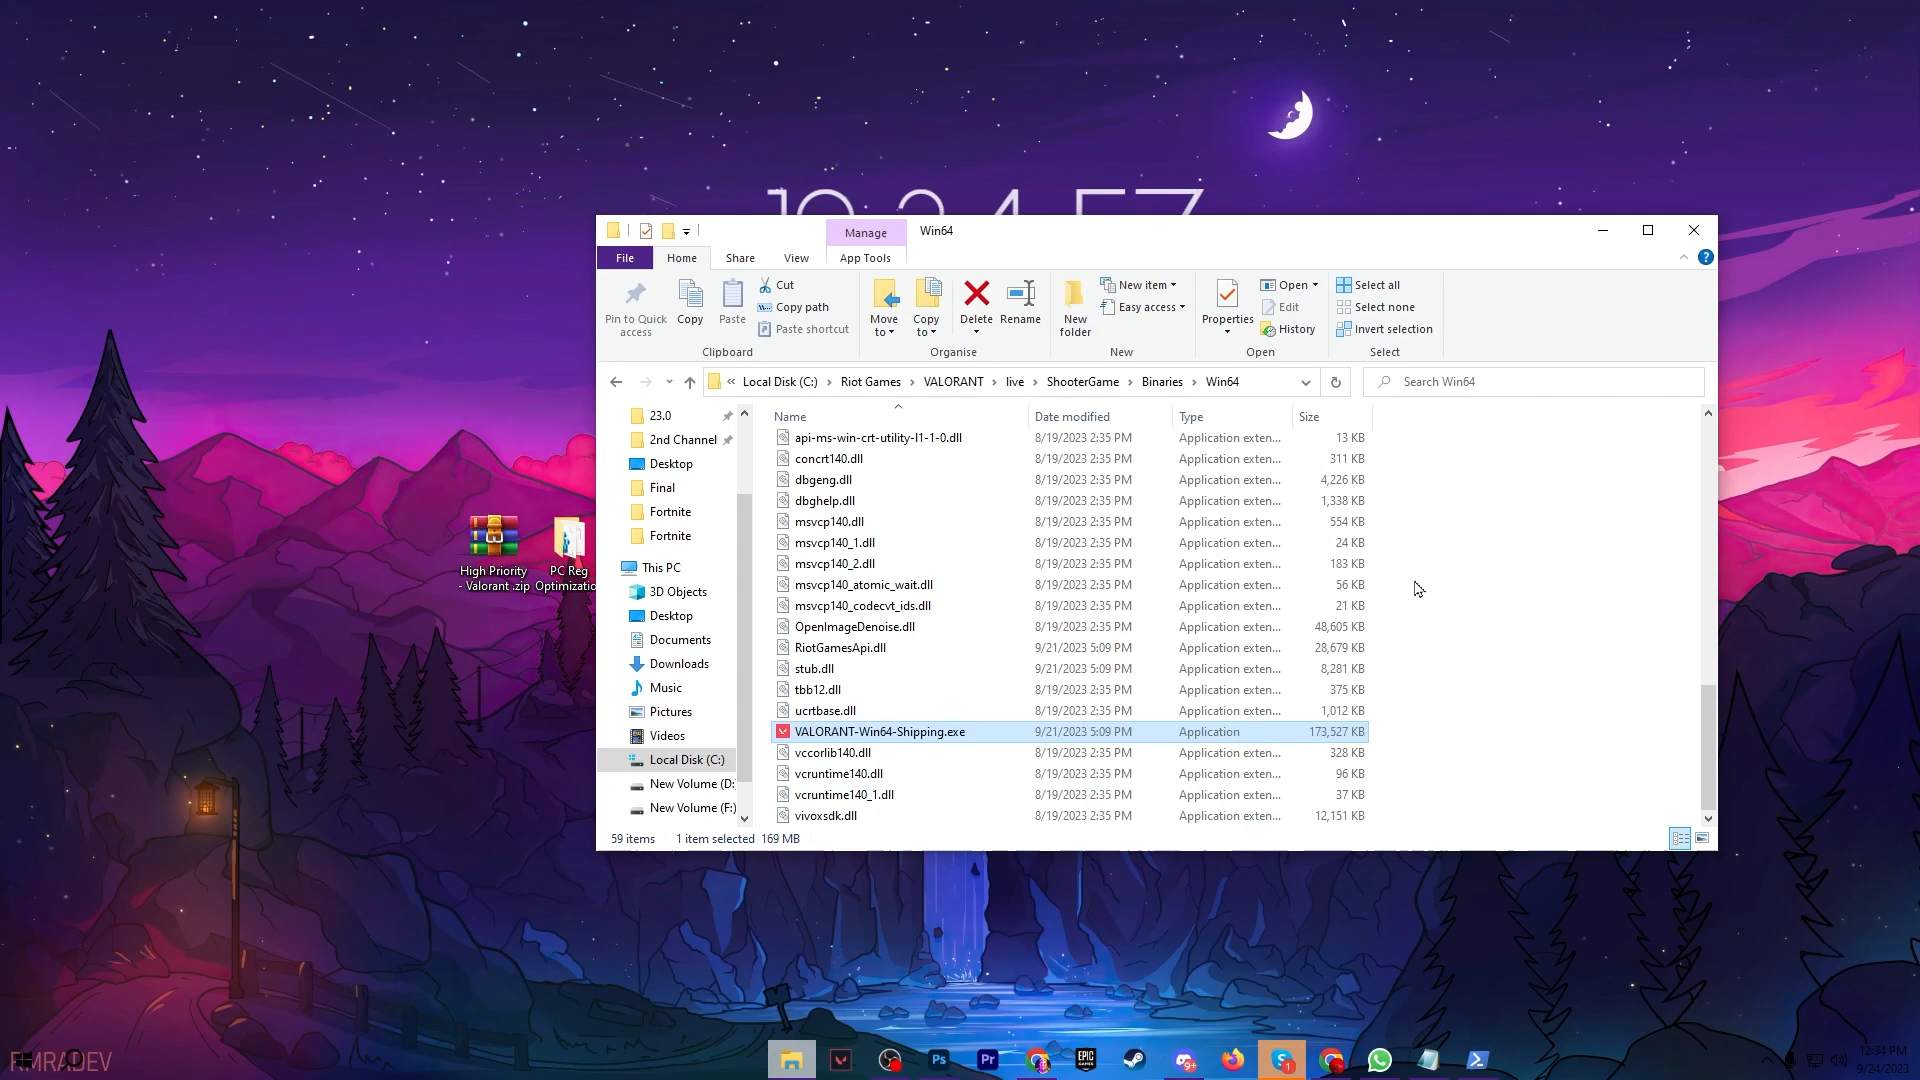 Manage
Win64
File
Home
Share
View
App Tools
Pin to Quick access
Copy
Paste
Cut
Copy path
Paste shortcut
Move to
Copy to
Delete
Rename
New folder
New item
Easy access
Properties
Open
Edit
History
Select all
Select none
Invert selection
Clipboard
Organise
New
Open
Select
« Local Disk (C:) › Riot Games › VALORANT › live › ShooterGame › Binaries › Win64
Search Win64
23.0
2nd Channel
Desktop
Final
Fortnite
Fortnite
This PC
3D Objects
Desktop
Documents
Downloads
Music
Pictures
Videos
Local Disk (C:)
New Volume (D:
New Volume (F:)
Name Date modified Type Size
api-ms-win-crt-utility-l1-1-0.dll 8/19/2023 2:35 PM Application exten... 13 KB
concrt140.dll 8/19/2023 2:35 PM Application exten... 311 KB
dbgeng.dll 8/19/2023 2:35 PM Application exten... 4,226 KB
dbghelp.dll 8/19/2023 2:35 PM Application exten... 1,338 KB
msvcp140.dll 8/19/2023 2:35 PM Application exten... 554 KB
msvcp140_1.dll 8/19/2023 2:35 PM Application exten... 24 KB
msvcp140_2.dll 8/19/2023 2:35 PM Application exten... 183 KB
msvcp140_atomic_wait.dll 8/19/2023 2:35 PM Application exten... 56 KB
msvcp140_codecvt_ids.dll 8/19/2023 2:35 PM Application exten... 21 KB
OpenImageDenoise.dll 8/19/2023 2:35 PM Application exten... 48,605 KB
RiotGamesApi.dll 9/21/2023 5:09 PM Application exten... 28,679 KB
stub.dll 9/21/2023 5:09 PM Application exten... 8,281 KB
tbb12.dll 8/19/2023 2:35 PM Application exten... 375 KB
ucrtbase.dll 8/19/2023 2:35 PM Application exten... 1,012 KB
VALORANT-Win64-Shipping.exe 9/21/2023 5:09 PM Application 173,527 KB
vccorlib140.dll 8/19/2023 2:35 PM Application exten... 328 KB
vcruntime140.dll 8/19/2023 2:35 PM Application exten... 96 KB
vcruntime140_1.dll 8/19/2023 2:35 PM Application exten... 37 KB
vivoxsdk.dll 8/19/2023 2:35 PM Application exten... 12,151 KB
59 items 1 item selected 169 MB
High Priority
- Valorant .zip
PC Reg
Optimizatio
Ps
Pr
EPIC
GAMES
9+
1
12:34 PM
9/24/2023